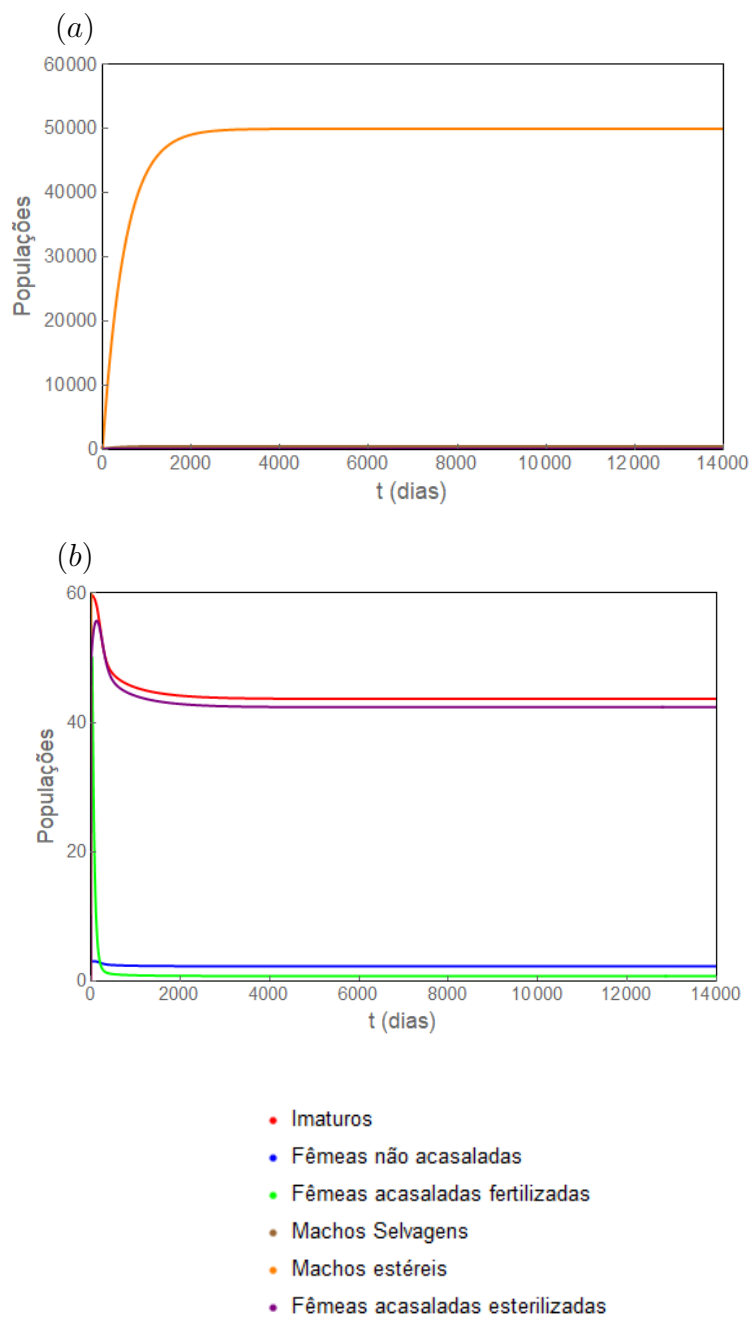 (a)
60000
50000
40000
30000
20000
10000
0
Populações
0 2000 4000 6000 8000 10000 12000 14000
t (dias)
(b)
60
40
20
0
Populações
0 2000 4000 6000 8000 10000 12000 14000
t (dias)
Imaturos
Fêmeas não acasaladas
Fêmeas acasaladas fertilizadas
Machos Selvagens
Machos estéreis
Fêmeas acasaladas esterilizadas